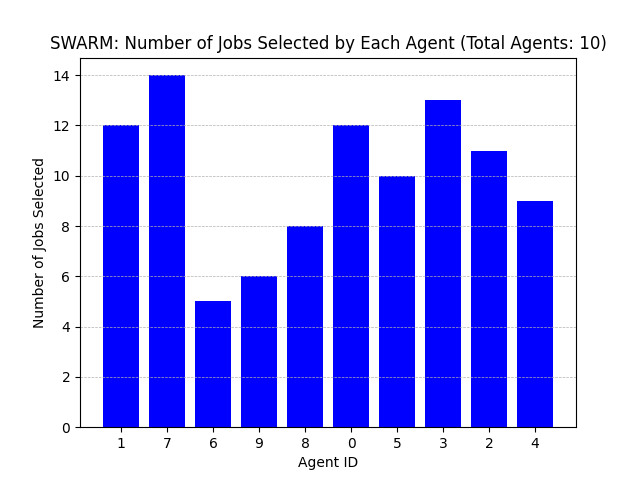 SWARM: Number of Jobs Selected by Each Agent (Total Agents: 10)
14
12
10
8
6
4
2
0
Number of Jobs Selected
1 7 6 9 8 0 5 3 2 4
Agent ID